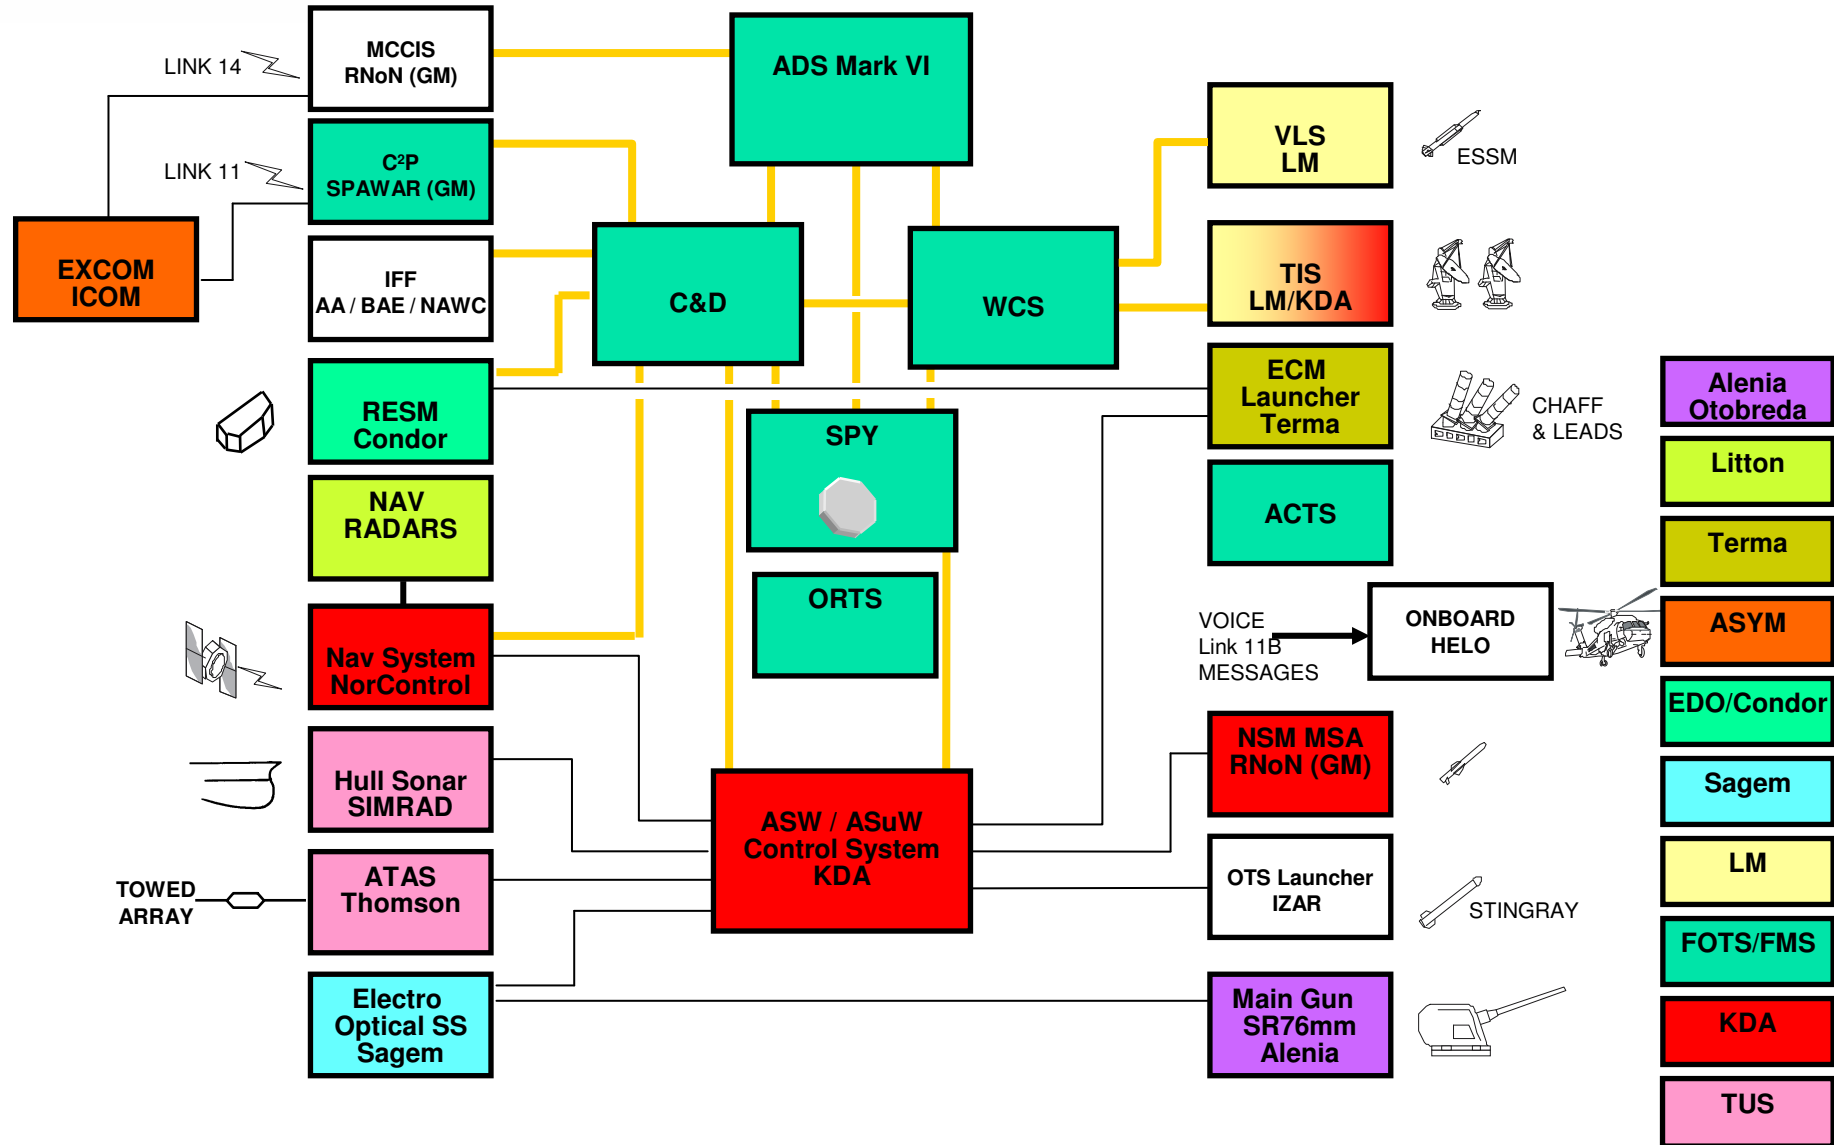 MCCIS
RNoN (GM)
LINK 14
ADS Mark VI
VLS
LM
ESSM
C²P
SPAWAR (GM)
LINK 11
EXCOM
ICOM
IFF
AA / BAE / NAWC
C&D
WCS
TIS
LM/KDA
RESM
Condor
ECM
Launcher
Terma
CHAFF
& LEADS
SPY
NAV
RADARS
ACTS
ORTS
VOICE
Link 11B
MESSAGES
ONBOARD
HELO
Nav System
NorControl
NSM MSA
RNoN (GM)
Hull Sonar
SIMRAD
ASW / ASuW
Control System
KDA
TOWED
ARRAY
ATAS
Thomson
OTS Launcher
IZAR
STINGRAY
Electro
Optical SS
Sagem
Main Gun
SR76mm
Alenia
Alenia
Otobreda
Litton
Terma
ASYM
EDO/Condor
Sagem
LM
FOTS/FMS
KDA
TUS